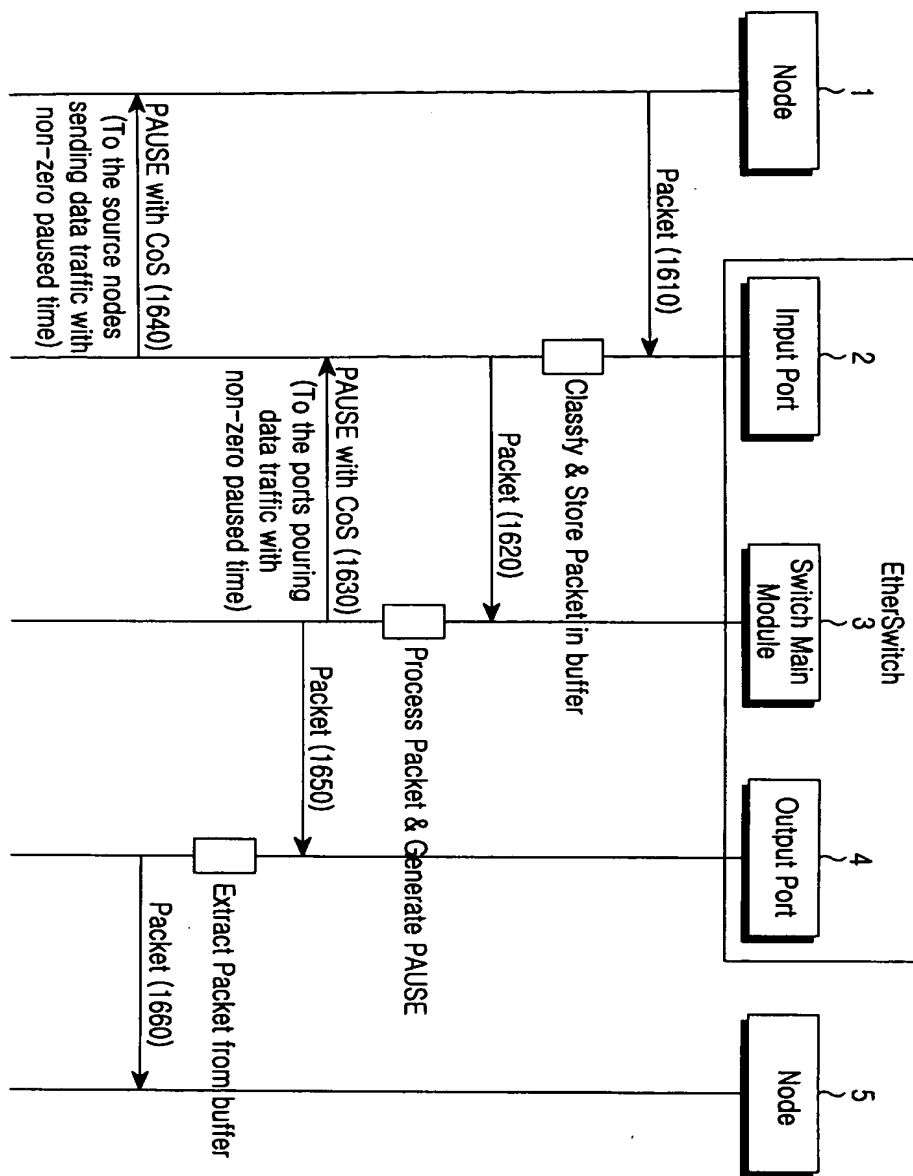 EtherSwitch
1
2
3
4
5
Node
Input Port
Switch Main
Module
Output Port
Node
Packet (1610)
Classfy & Store Packet in buffer
Packet (1620)
Process Packet & Generate PAUSE
PAUSE with CoS (1630)
(To the ports pouring
data traffic with
non-zero paused time)
Packet (1650)
Extract Packet from buffer
PAUSE with CoS (1640)
(To the source nodes
sending data traffic with
non-zero paused time)
Packet (1660)